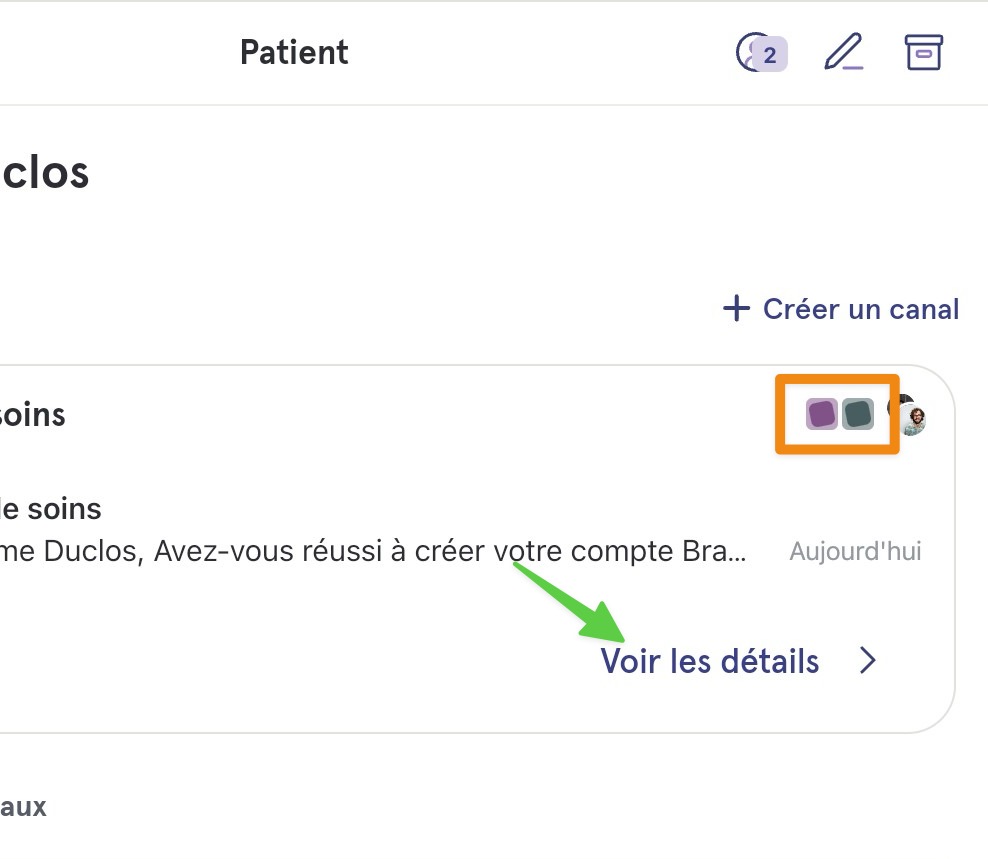 Patient
2
clos
Créer un canal
soins
de soins
me Duclos, Avez-vous réussi à créer votre compte Bra...
Aujourd'hui
Voir les détails
aux